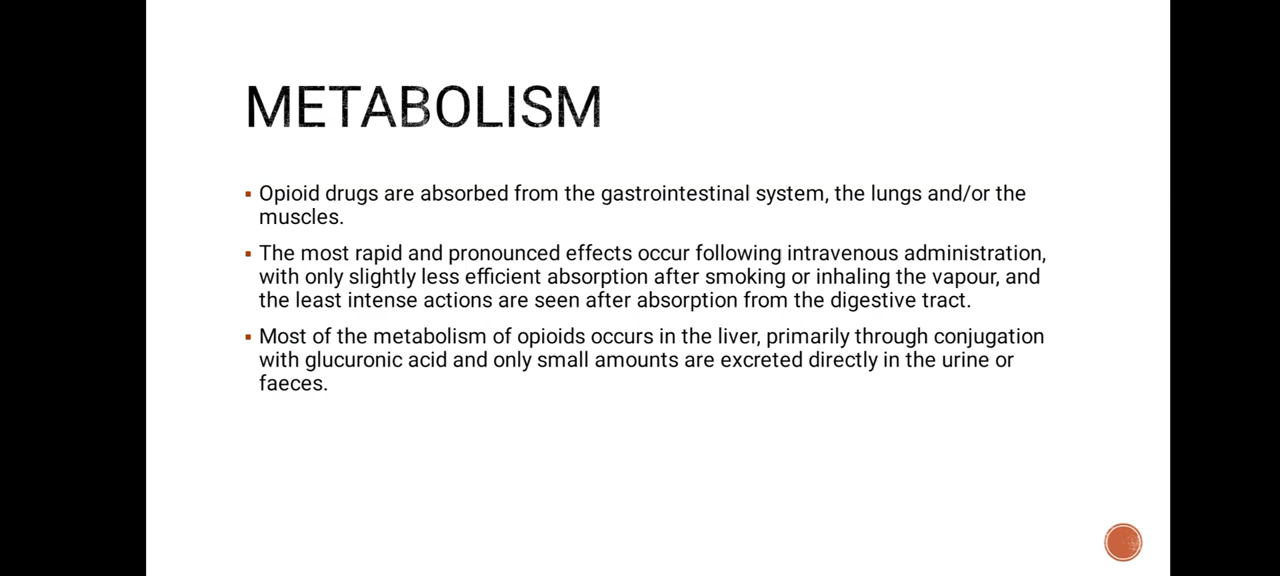 METABOLISM
▪ Opioid drugs are absorbed from the gastrointestinal system, the lungs and/or the
muscles.
▪ The most rapid and pronounced effects occur following intravenous administration,
with only slightly less efficient absorption after smoking or inhaling the vapour, and
the least intense actions are seen after absorption from the digestive tract.
▪ Most of the metabolism of opioids occurs in the liver, primarily through conjugation
with glucuronic acid and only small amounts are excreted directly in the urine or
faeces.